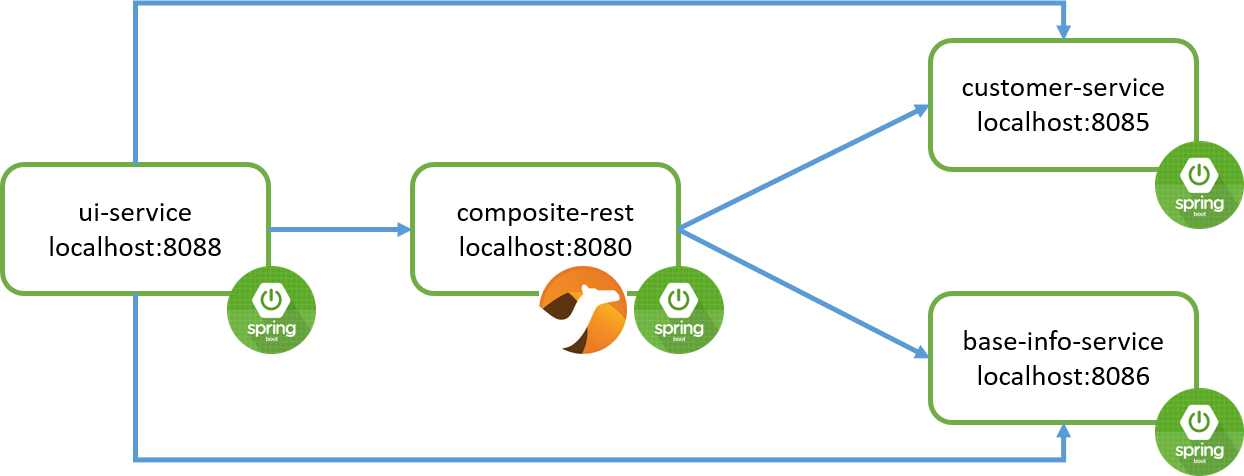 customer-service
localhost:8085
spring
boot
ui-service
localhost:8088
spring
boot
composite-rest
localhost:8080
spring
boot
base-info-service
localhost:8086
spring
boot